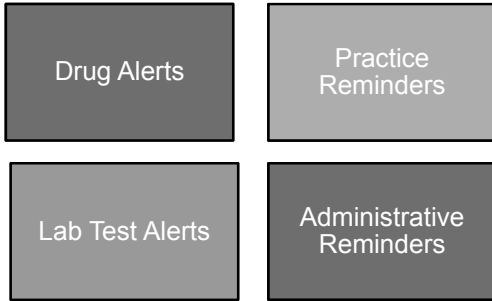 Drug Alerts
Practice
Reminders
Lab Test Alerts
Administrative
Reminders